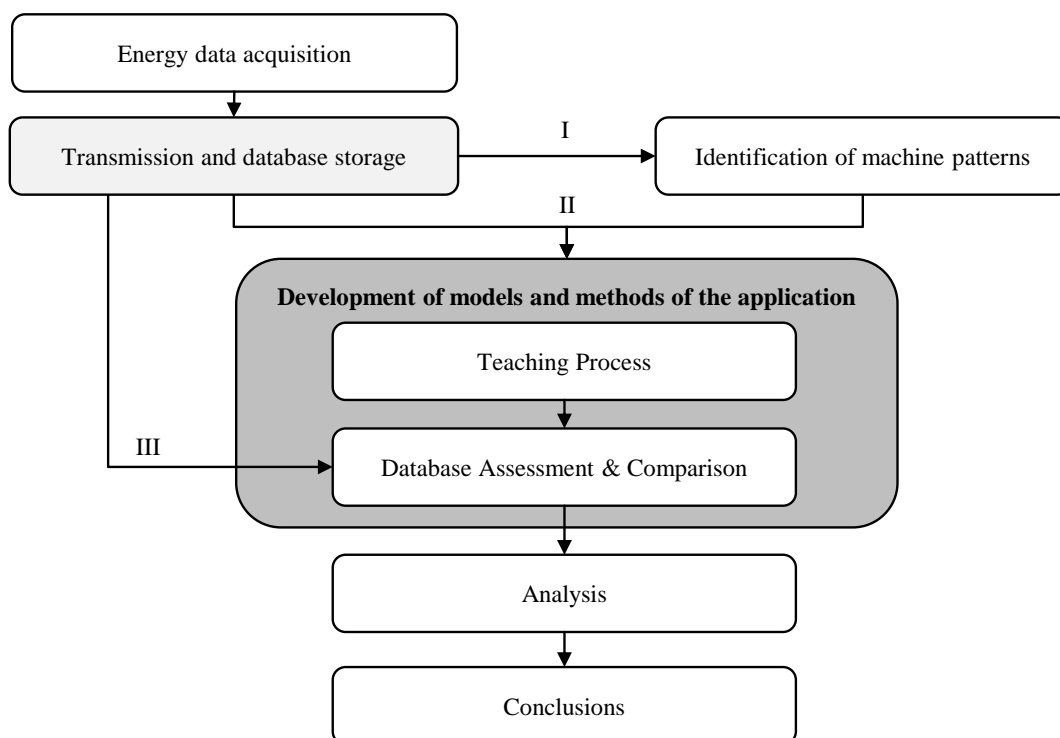 Energy data acquisition
Transmission and database storage
I
Identification of machine patterns
II
Development of models and methods of the application
Teaching Process
III
Database Assessment & Comparison
Analysis
Conclusions